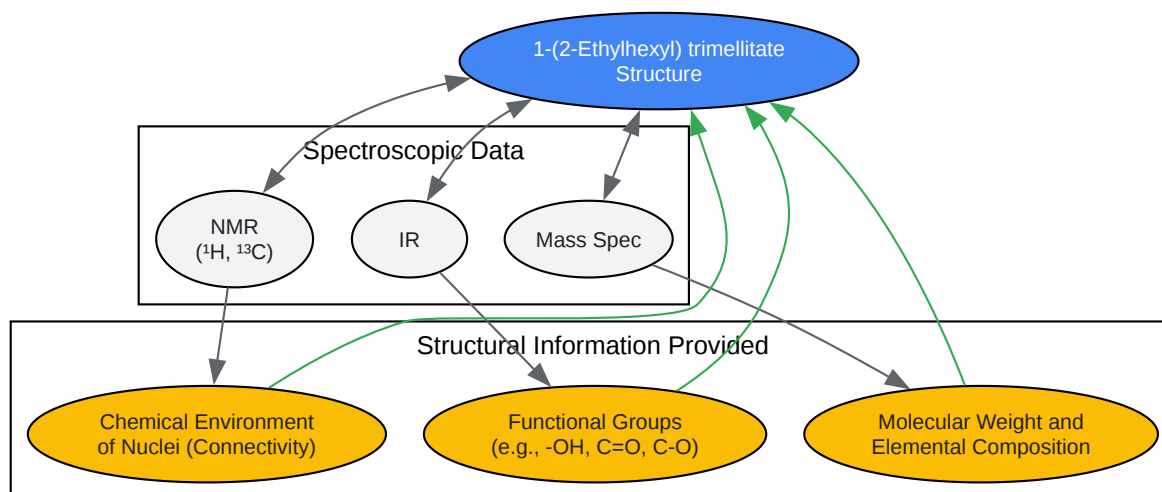 1-(2-Ethylhexyl) trimellitate
Structure
Spectroscopic Data
NMR
(¹H, ¹³C)
IR
Mass Spec
Structural Information Provided
Chemical Environment
of Nuclei (Connectivity)
Functional Groups
(e.g., -OH, C=O, C-O)
Molecular Weight and
Elemental Composition